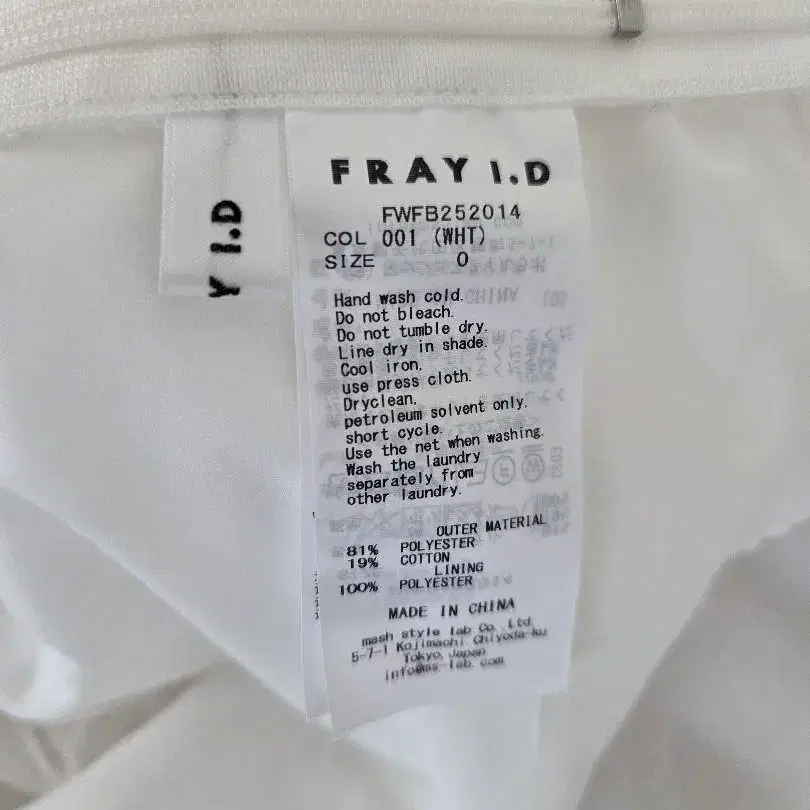 FRAY I.D
FWFB252014
COL 001 (WHT)
SIZE 0
Hand wash cold.
Do not bleach.
Do not tumble dry.
Line dry in shade.
Cool iron.
use press cloth.
Dryclean.
petroleum solvent only.
short cycle.
Use the net when washing.
Wash the laundry
separately from
other laundry.
OUTER MATERIAL
81% POLYESTER
19% COTTON
LINING
100% POLYESTER
MADE IN CHINA
mash style lab Co., Ltd.
5-7-1 Kojimachi, Chiyoda-ku
Tokyo, Japan
info@ms-lab.com
Y I.D